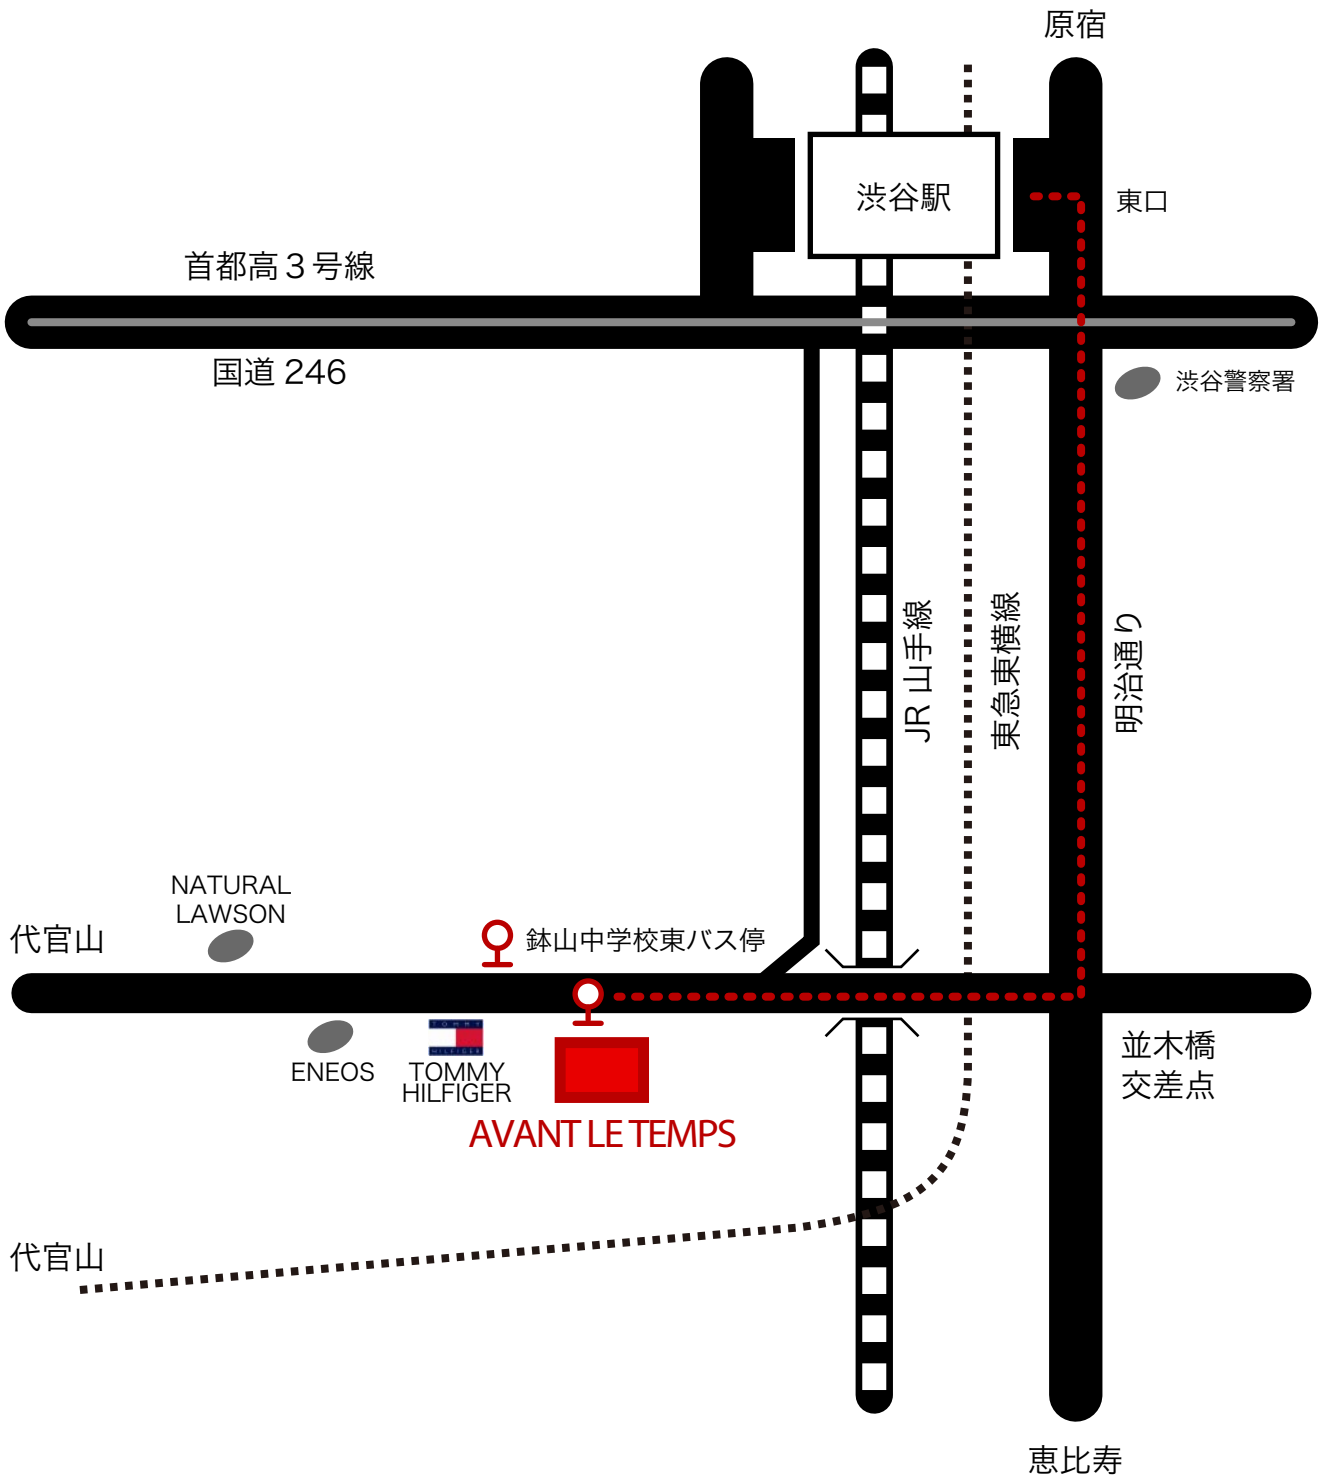 原宿
渋谷駅
東口
首都高３号線
国道 246
渋谷警察署
JR 山手線
東急東横線
明治通り
NATURAL
LAWSON
代官山
鉢山中学校東バス停
TOMMY
HILFIGER
ENEOS
TOMMY
HILFIGER
並木橋
交差点
AVANT LE TEMPS
代官山
恵比寿